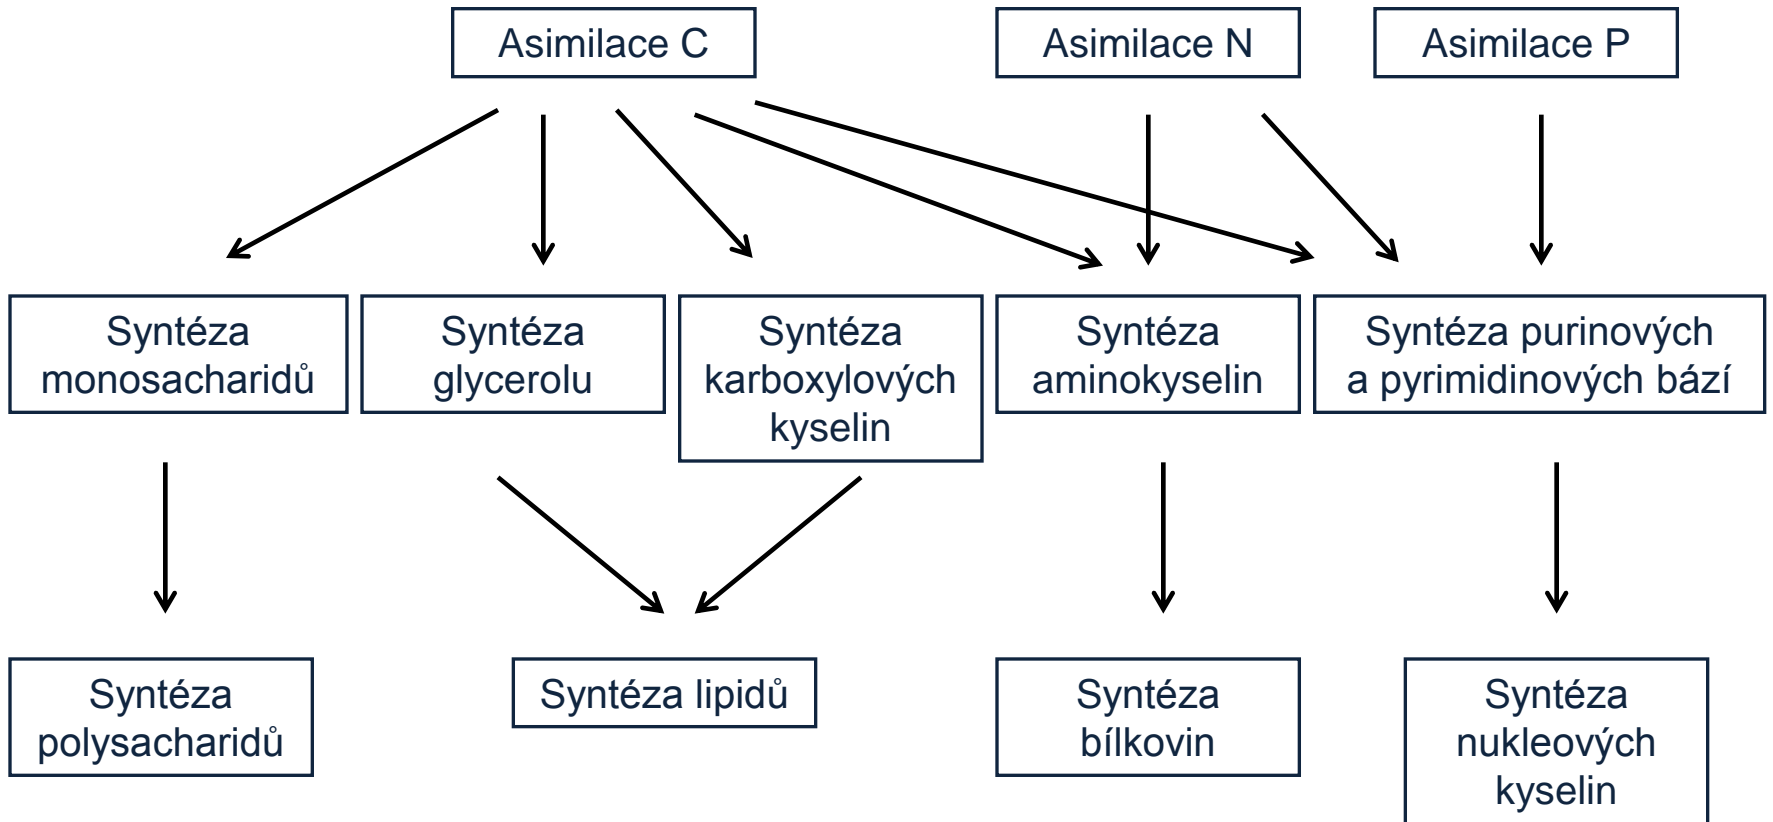 Asimilace C
Asimilace N
Asimilace P
Syntéza
monosacharidů
Syntéza
glycerolu
Syntéza
karboxylových
kyselin
Syntéza
aminokyselin
Syntéza purinových
a pyrimidinových bází
Syntéza
polysacharidů
Syntéza lipidů
Syntéza
bílkovin
Syntéza
nukleových
kyselin